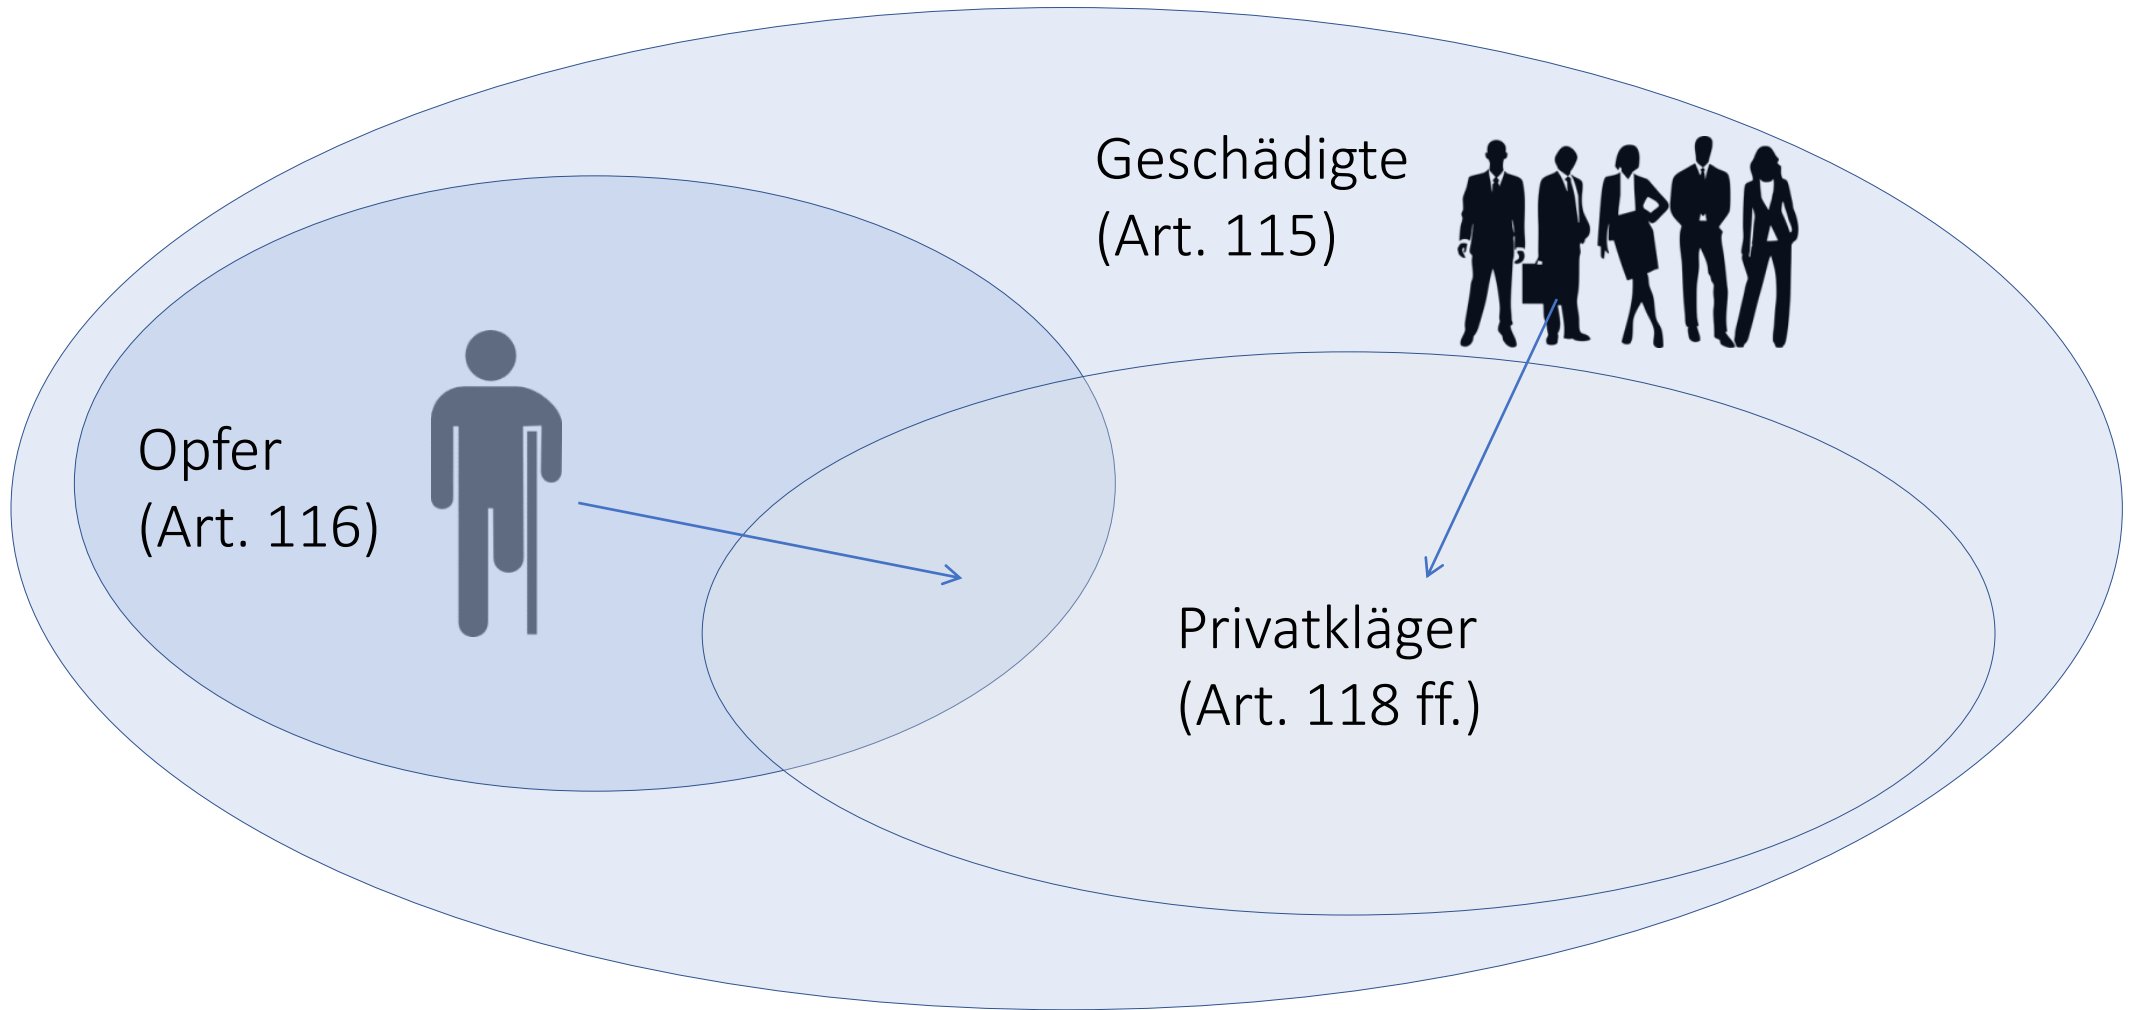 Geschädigte
(Art. 115)
Opfer
(Art. 116)
Privatkläger
(Art. 118 ff.)